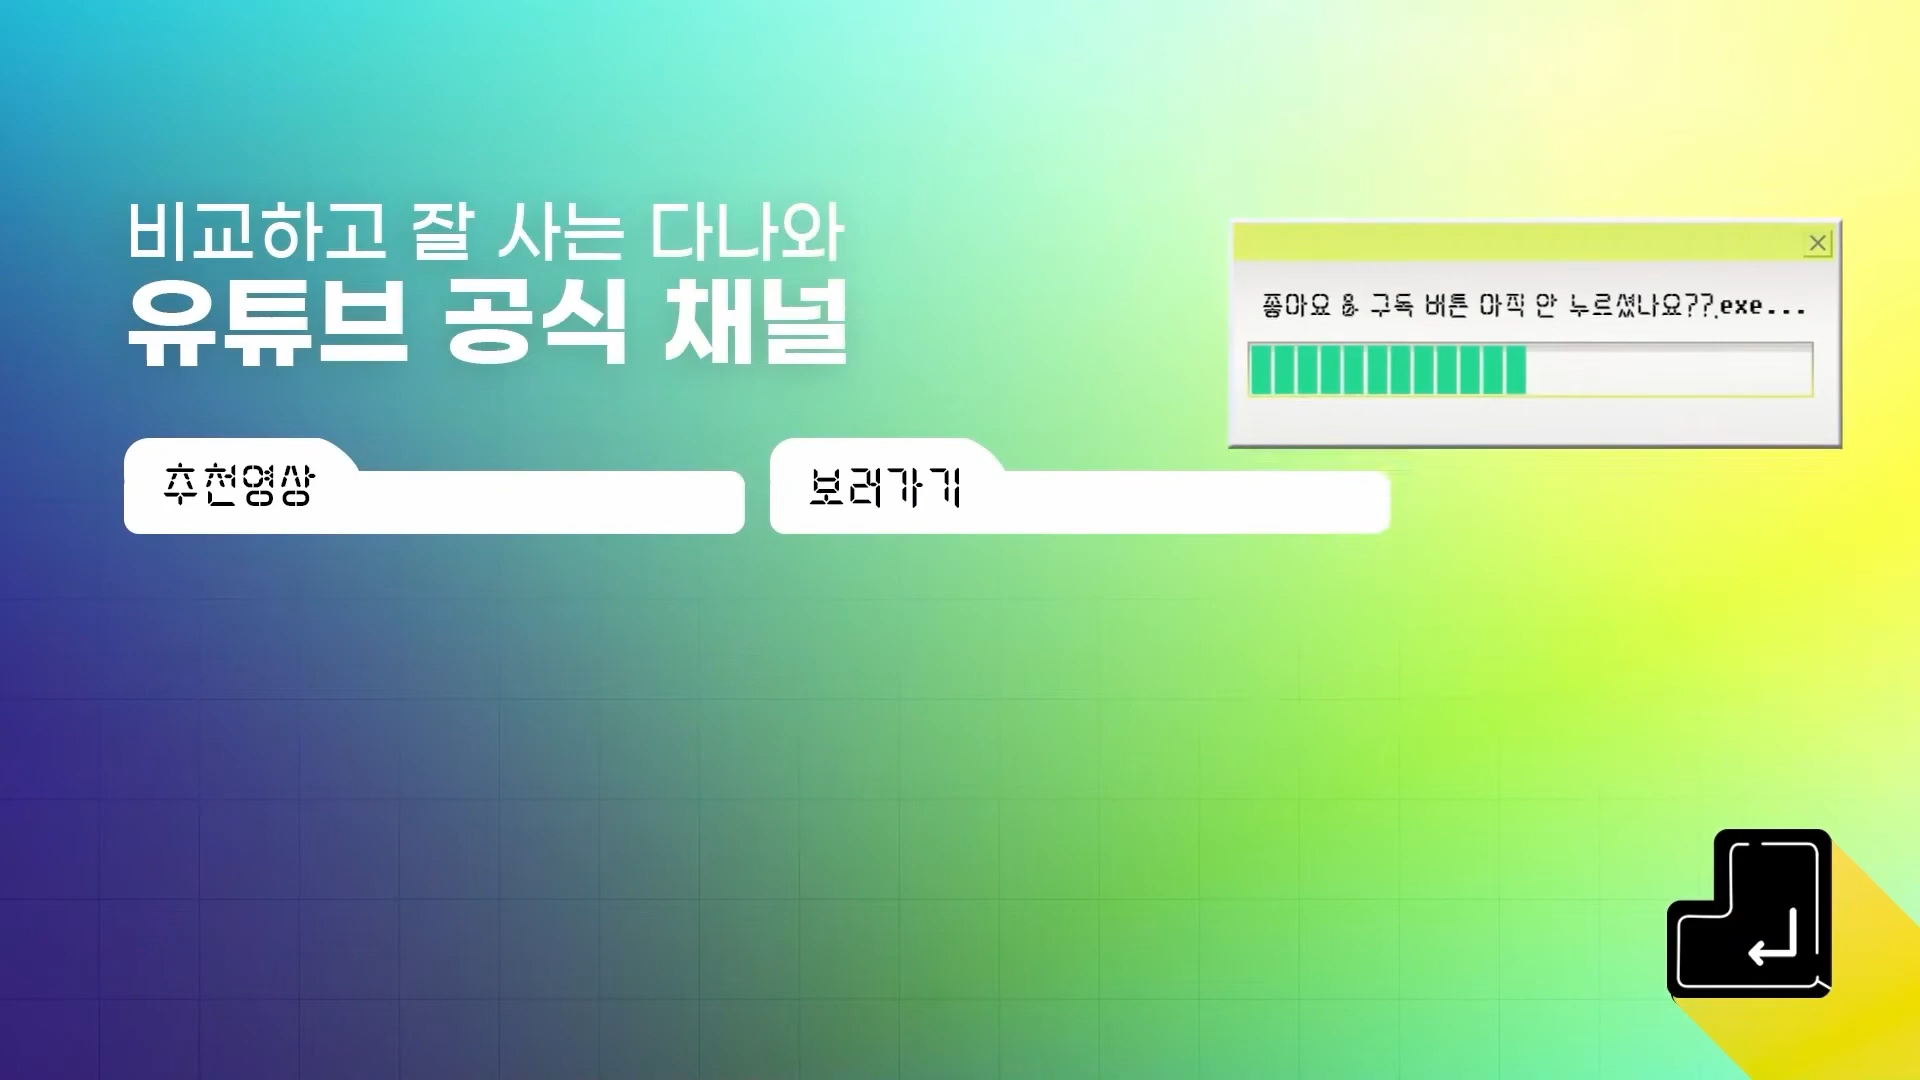 비교하고 잘 사는 다나와
유튜브 공식 채널
좋아요 & 구독 버튼 아직 안 누르셨나요??.exe...
추천영상
보러가기